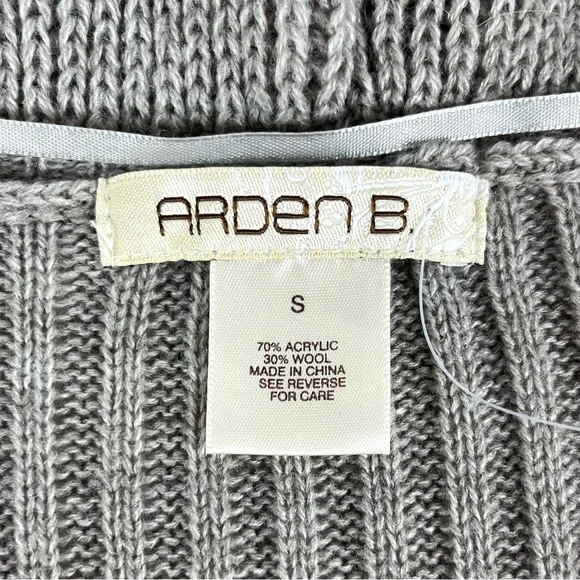 ARDEN B.
S
70% ACRYLIC
30% WOOL
MADE IN CHINA
SEE REVERSE
FOR CARE